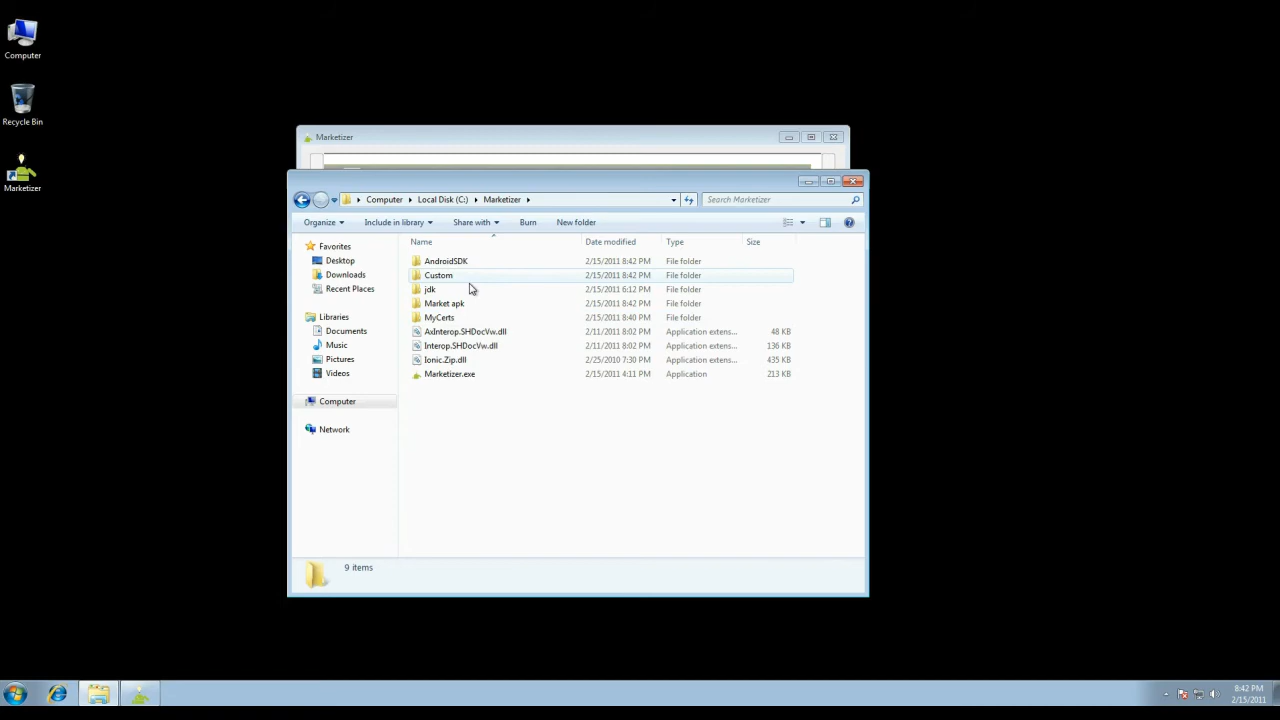 Computer
Recycle Bin
Marketizer
Marketizer
Computer Local Disk (C:) Marketizer
Search Marketizer
Organize Include in library Share with Burn New folder
Name Date modified Type Size
Favorites
Desktop
Downloads
Recent Places
Libraries
Documents
Music
Pictures
Videos
Computer
Network
AndroidSDK 2/15/2011 8:42 PM File folder
Custom 2/15/2011 8:42 PM File folder
jdk 2/15/2011 6:12 PM File folder
Market apk 2/15/2011 8:42 PM File folder
MyCerts 2/15/2011 8:40 PM File folder
AxInterop.SHDocVw.dll 2/11/2011 8:02 PM Application extens... 48 KB
Interop.SHDocVw.dll 2/11/2011 8:02 PM Application extens... 136 KB
Ionic.Zip.dll 2/25/2010 7:30 PM Application extens... 435 KB
Marketizer.exe 2/15/2011 4:11 PM Application 213 KB
9 items
8:42 PM
2/15/2011